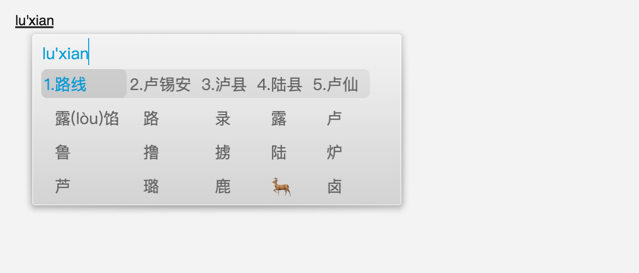 lu'xian
lu'xian
1.路线 2.卢锡安 3.泸县 4.陆县 5.卢仙
露(lòu)馅 路 录 露 卢
鲁 撸 掳 陆 炉
芦 璐 鹿 🦌 卤